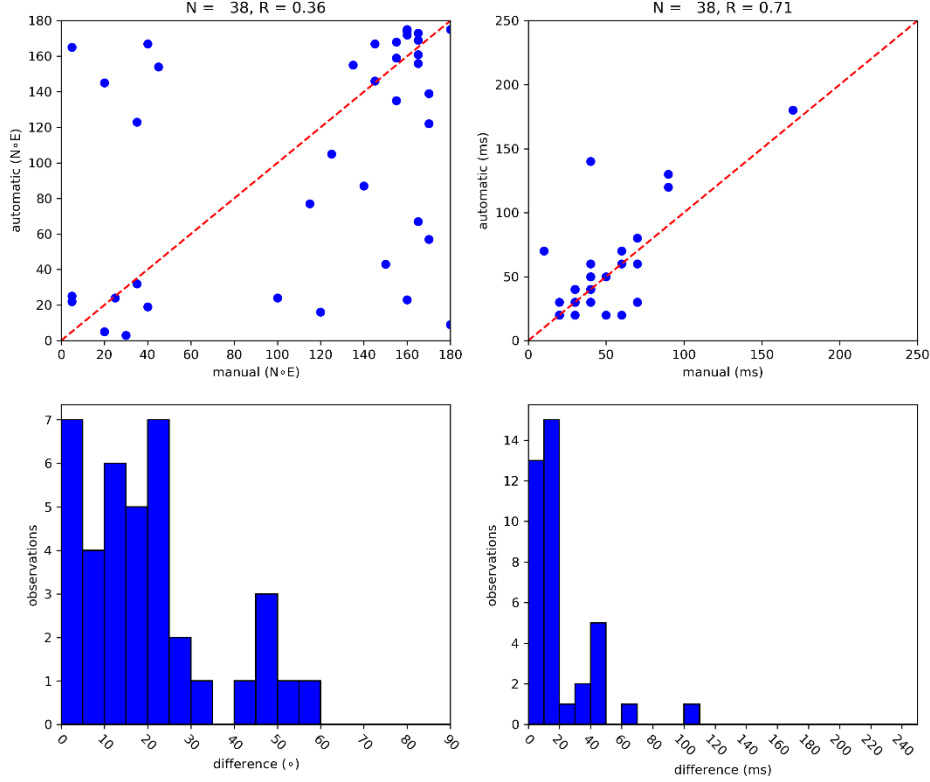 N = 38, R = 0.36
180
160
140
120
100
80
60
40
20
0
automatic (N∘E)
0 20 40 60 80 100 120 140 160 180
manual (N∘E)
N = 38, R = 0.71
250
200
150
100
50
0
automatic (ms)
0 50 100 150 200 250
manual (ms)
7
6
5
4
3
2
1
0
observations
0 10 20 30 40 50 60 70 80 90
difference (∘)
14
12
10
8
6
4
2
0
observations
0 20 40 60 80 100 120 140 160 180 200 220 240
difference (ms)